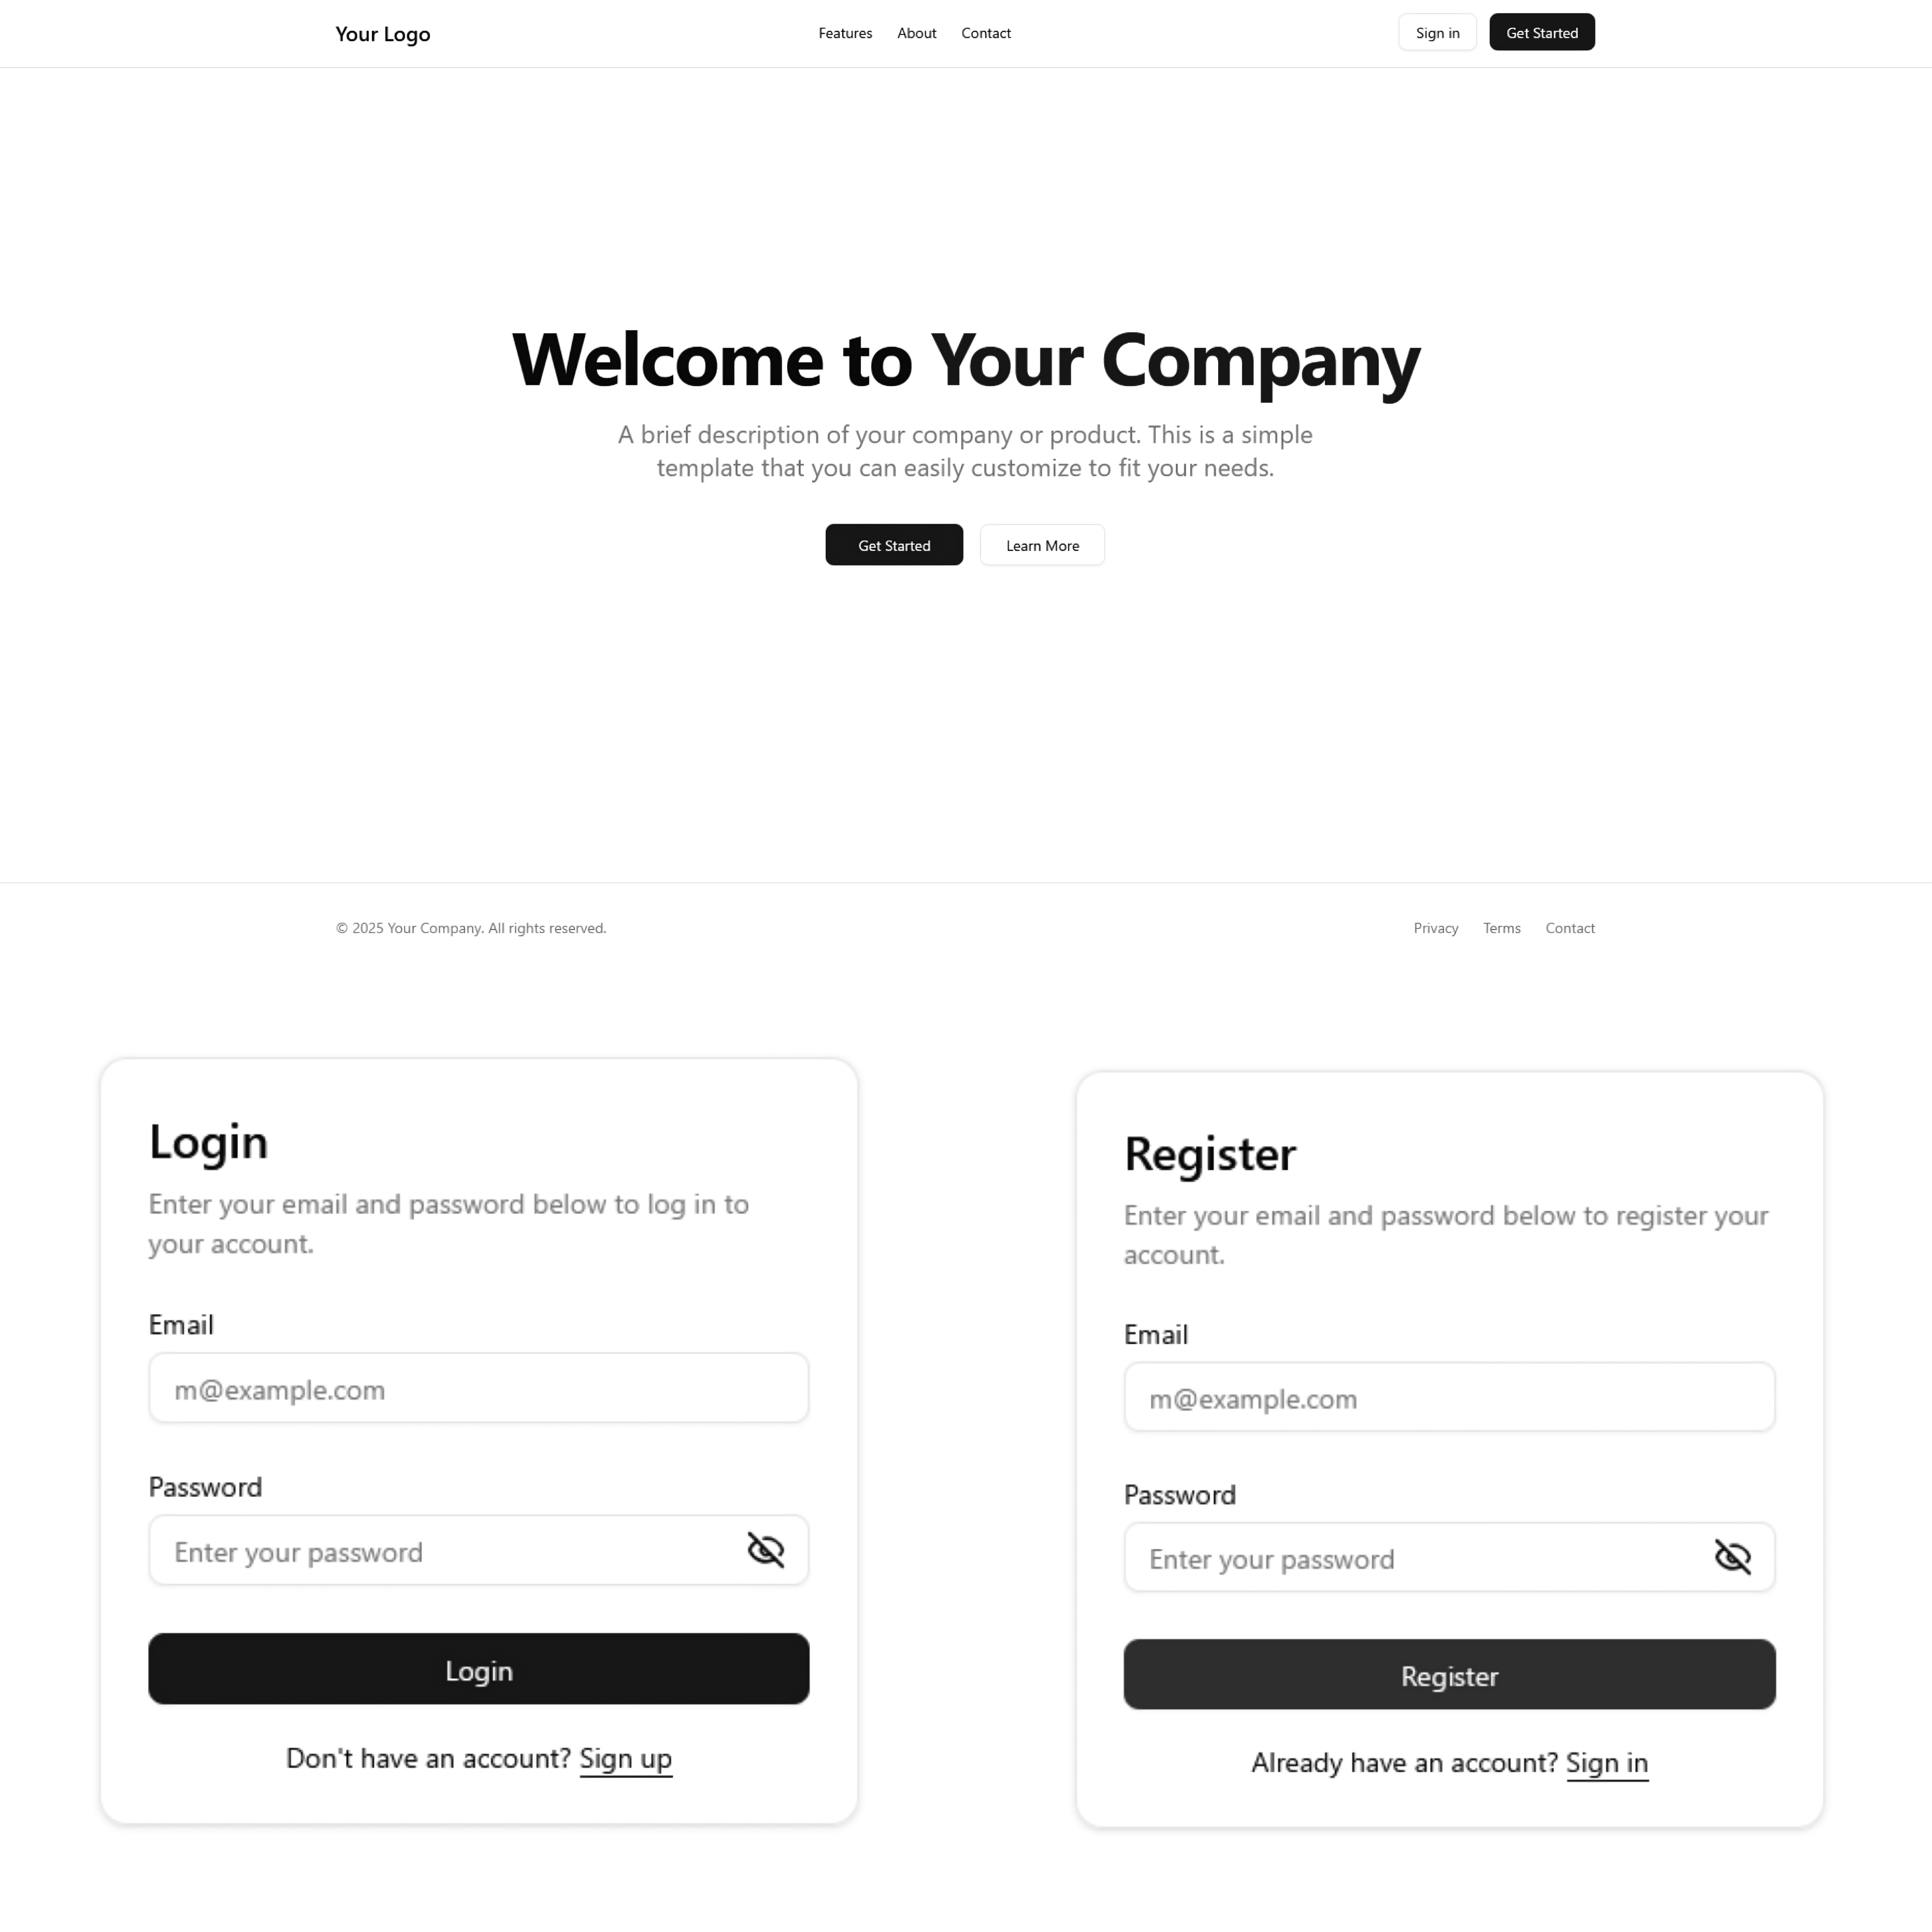 Your Logo
Features About Contact
Sign in Get Started
Welcome to Your Company
A brief description of your company or product. This is a simple
template that you can easily customize to fit your needs.
Get Started Learn More
© 2025 Your Company. All rights reserved.
Privacy Terms Contact
Login
Enter your email and password below to log in to
your account.
Email
m@example.com
Password
Enter your password
Login
Don't have an account? Sign up
Register
Enter your email and password below to register your
account.
Email
m@example.com
Password
Enter your password
Register
Already have an account? Sign in